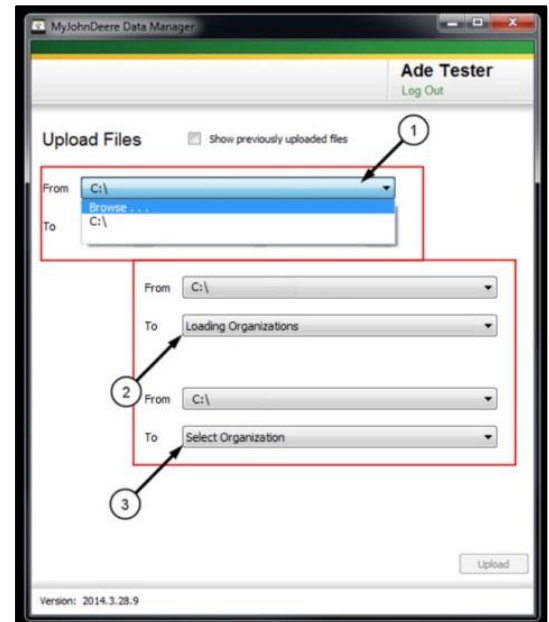 MyJohnDeere Data Manager
Ade Tester
Log Out
1
Upload Files Show previously uploaded files
From C:\
Browse . . .
To C:\
From C:\
To Loading Organizations
2
From C:\
To Select Organization
3
Upload
Version: 2014.3.28.9